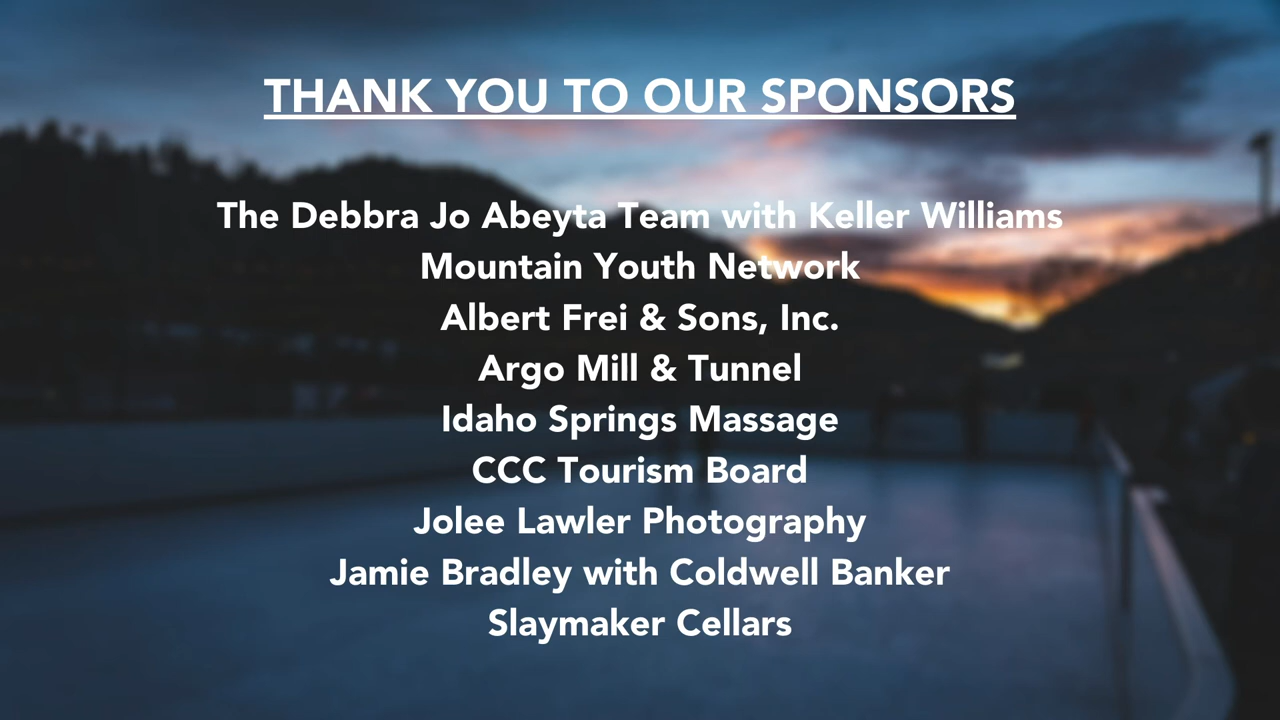 THANK YOU TO OUR SPONSORS
The Debbra Jo Abeyta Team with Keller Williams
Mountain Youth Network
Albert Frei & Sons, Inc.
Argo Mill & Tunnel
Idaho Springs Massage
CCC Tourism Board
Jolee Lawler Photography
Jamie Bradley with Coldwell Banker
Slaymaker Cellars